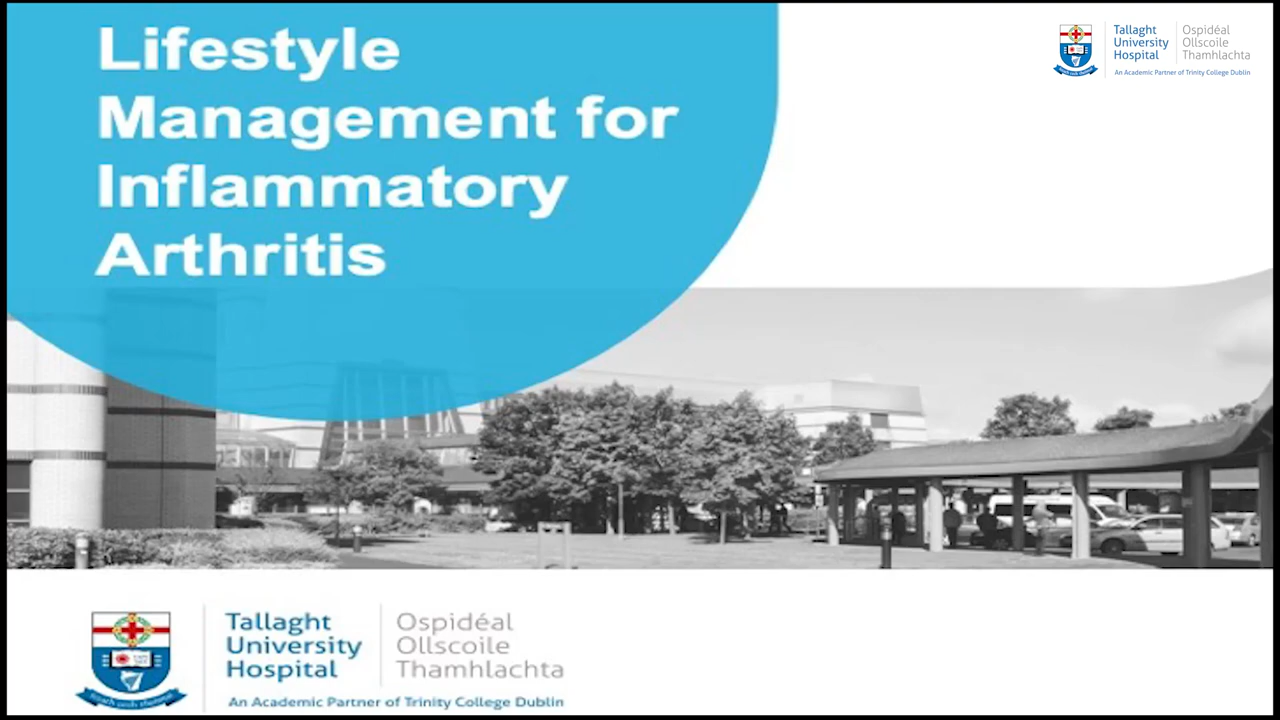 Lifestyle
Management for
Inflammatory
Arthritis
Tallaght
University
Hospital
Ospidéal
Ollscoile
Thamhlachta
An Academic Partner of Trinity College Dublin
Tallaght
University
Hospital
Ospidéal
Ollscoile
Thamhlachta
An Academic Partner of Trinity College Dublin